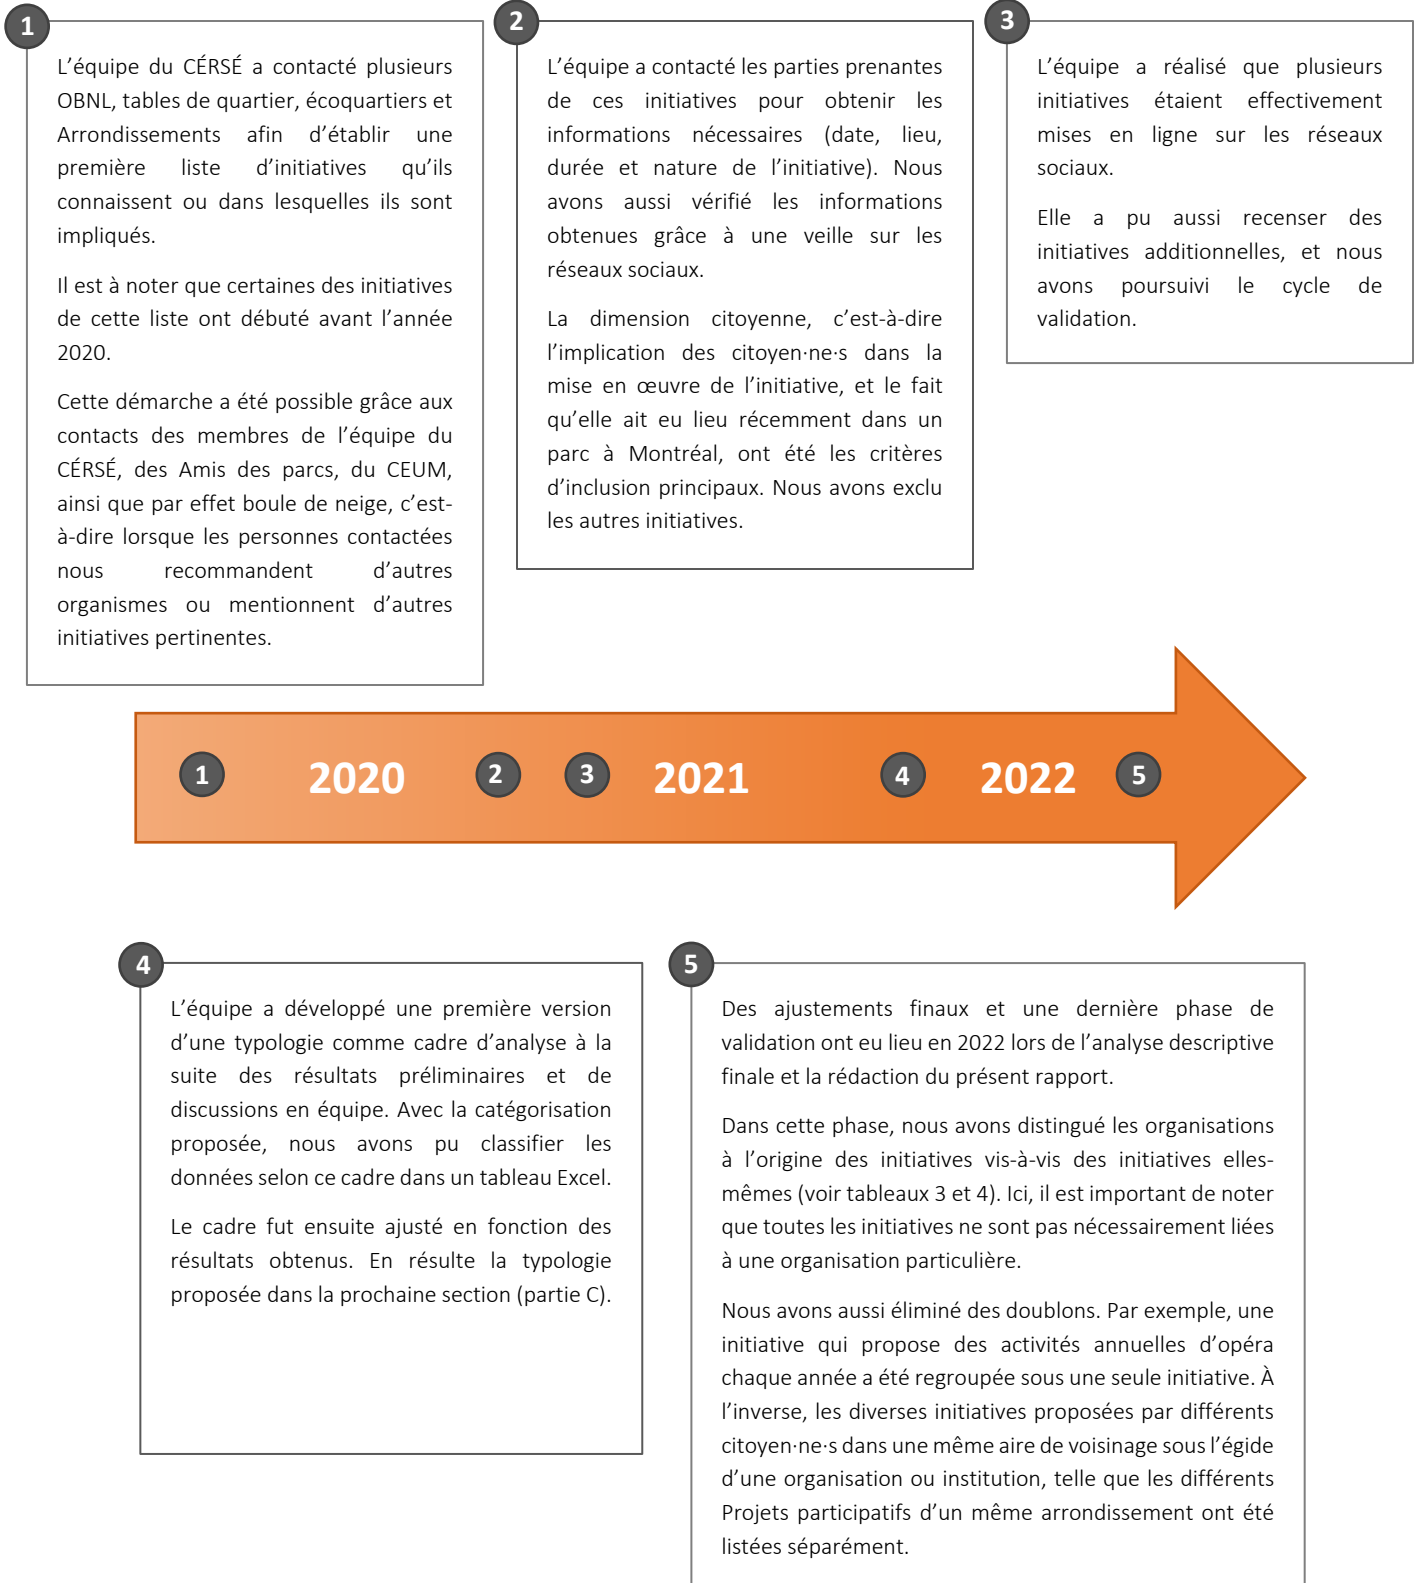 1
L’équipe du CÉRSÉ a contacté plusieurs
OBNL, tables de quartier, écoquartiers et
Arrondissements afin d’établir une
première liste d’initiatives qu’ils
connaissent ou dans lesquelles ils sont
impliqués.
Il est à noter que certaines des initiatives
de cette liste ont débuté avant l’année
2020.
Cette démarche a été possible grâce aux
contacts des membres de l’équipe du
CÉRSÉ, des Amis des parcs, du CEUM,
ainsi que par effet boule de neige, c’est-
à-dire lorsque les personnes contactées
nous recommandent d’autres
organismes ou mentionnent d’autres
initiatives pertinentes.
2
L’équipe a contacté les parties prenantes
de ces initiatives pour obtenir les
informations nécessaires (date, lieu,
durée et nature de l’initiative). Nous
avons aussi vérifié les informations
obtenues grâce à une veille sur les
réseaux sociaux.
La dimension citoyenne, c’est-à-dire
l’implication des citoyen·ne·s dans la
mise en œuvre de l’initiative, et le fait
qu’elle ait eu lieu récemment dans un
parc à Montréal, ont été les critères
d’inclusion principaux. Nous avons exclu
les autres initiatives.
3
L’équipe a réalisé que plusieurs
initiatives étaient effectivement
mises en ligne sur les réseaux
sociaux.
Elle a pu aussi recenser des
initiatives additionnelles, et nous
avons poursuivi le cycle de
validation.
1 2020 2 3 2021 4 2022 5
4
L’équipe a développé une première version
d’une typologie comme cadre d’analyse à la
suite des résultats préliminaires et de
discussions en équipe. Avec la catégorisation
proposée, nous avons pu classifier les
données selon ce cadre dans un tableau Excel.
Le cadre fut ensuite ajusté en fonction des
résultats obtenus. En résulte la typologie
proposée dans la prochaine section (partie C).
5
Des ajustements finaux et une dernière phase de
validation ont eu lieu en 2022 lors de l’analyse descriptive
finale et la rédaction du présent rapport.
Dans cette phase, nous avons distingué les organisations
à l’origine des initiatives vis-à-vis des initiatives elles-
mêmes (voir tableaux 3 et 4). Ici, il est important de noter
que toutes les initiatives ne sont pas nécessairement liées
à une organisation particulière.
Nous avons aussi éliminé des doublons. Par exemple, une
initiative qui propose des activités annuelles d’opéra
chaque année a été regroupée sous une seule initiative. À
l’inverse, les diverses initiatives proposées par différents
citoyen·ne·s dans une même aire de voisinage sous l’égide
d’une organisation ou institution, telle que les différents
Projets participatifs d’un même arrondissement ont été
listées séparément.